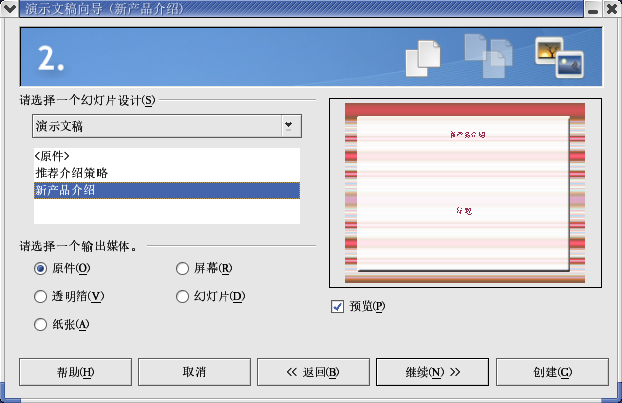 演示文稿向导 (新产品介绍)
2.
请选择一个幻灯片设计(S)
演示文稿
<原件>
推荐介绍策略
新产品介绍
新产品介绍
标题
请选择一个输出媒体。
原件(O)
屏幕(R)
透明箔(V)
幻灯片(D)
纸张(A)
预览(P)
帮助(H)
取消
<< 返回(B)
继续(N) >>
创建(C)